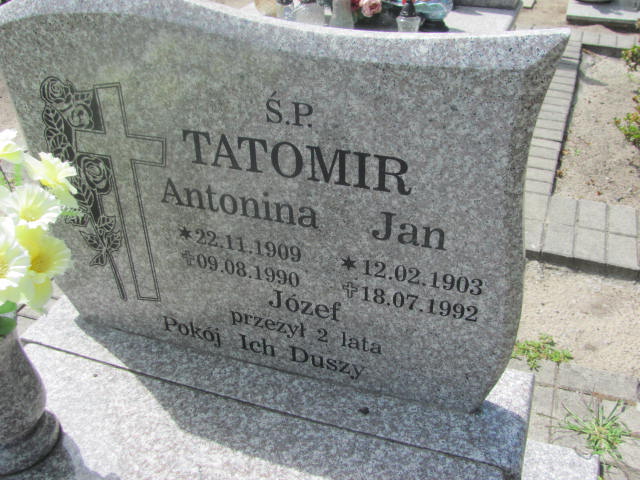 Ś.P.
TATOMIR
Antonina Jan
*22.11.1909 *12.02.1903
✝09.08.1990 ✝18.07.1992
Józef
przezył 2 lata
Pokój Ich Duszy